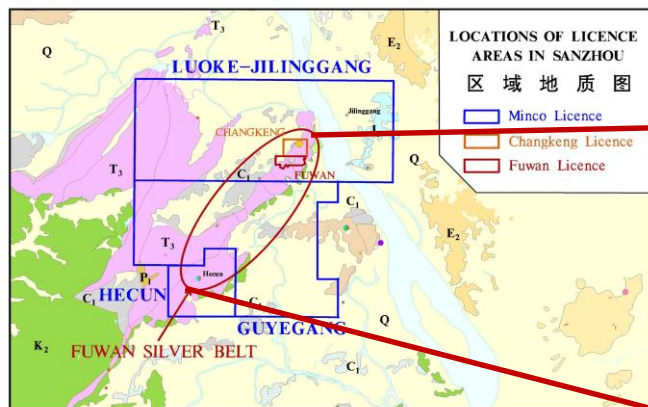 LOCATIONS OF LICENCE
AREAS IN SANZHOU
区域地质图
Minco Licence
Changkeng Licence
Fuwan Licence
T3
Q
E2
LUOKE-JILINGGANG
Jilinggang
CHANGKENG
J
T3
C1
FUWAN
Q
C1
E2
T3
Hecun
P1
C1
HECUN
C1
GUYEGANG
Q
K2
FUWAN SILVER BELT
C1